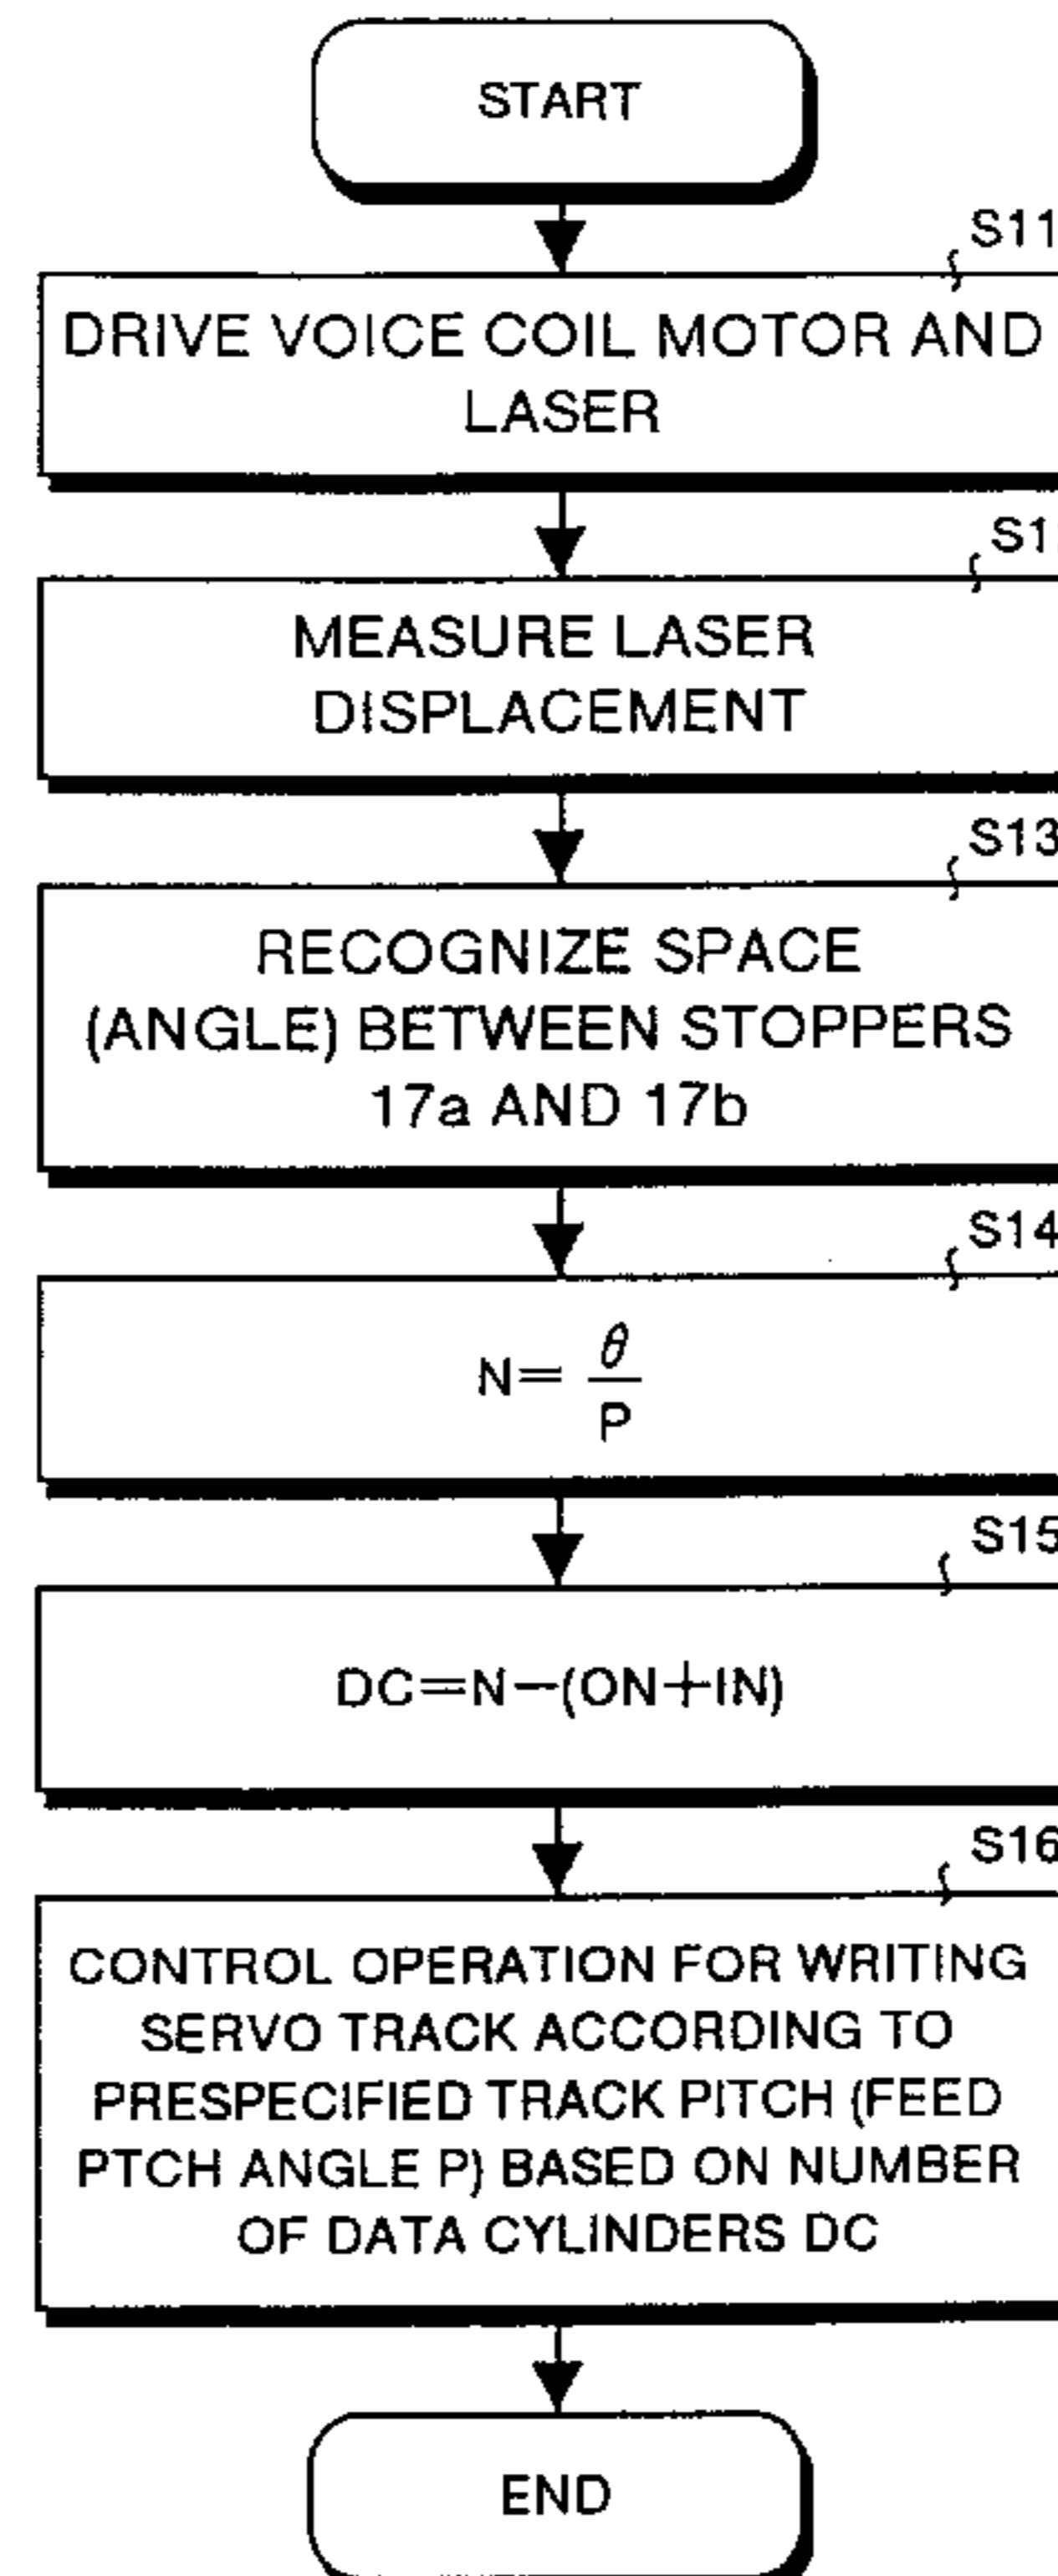 START
S11
DRIVE VOICE COIL MOTOR AND
LASER
MEASURE LASER
DISPLACEMENT
S13
RECOGNIZE SPACE
(ANGLE) BETWEEN STOPPERS
17a AND 17b
S14
N= θ/P
S15
DC=N-(ON+IN)
S16
CONTROL OPERATION FOR WRITING
SERVO TRACK ACCORDING TO
PRESPECIFIED TRACK PITCH (FEED
PTCH ANGLE P) BASED ON NUMBER
OF DATA CYLINDERS DC
END